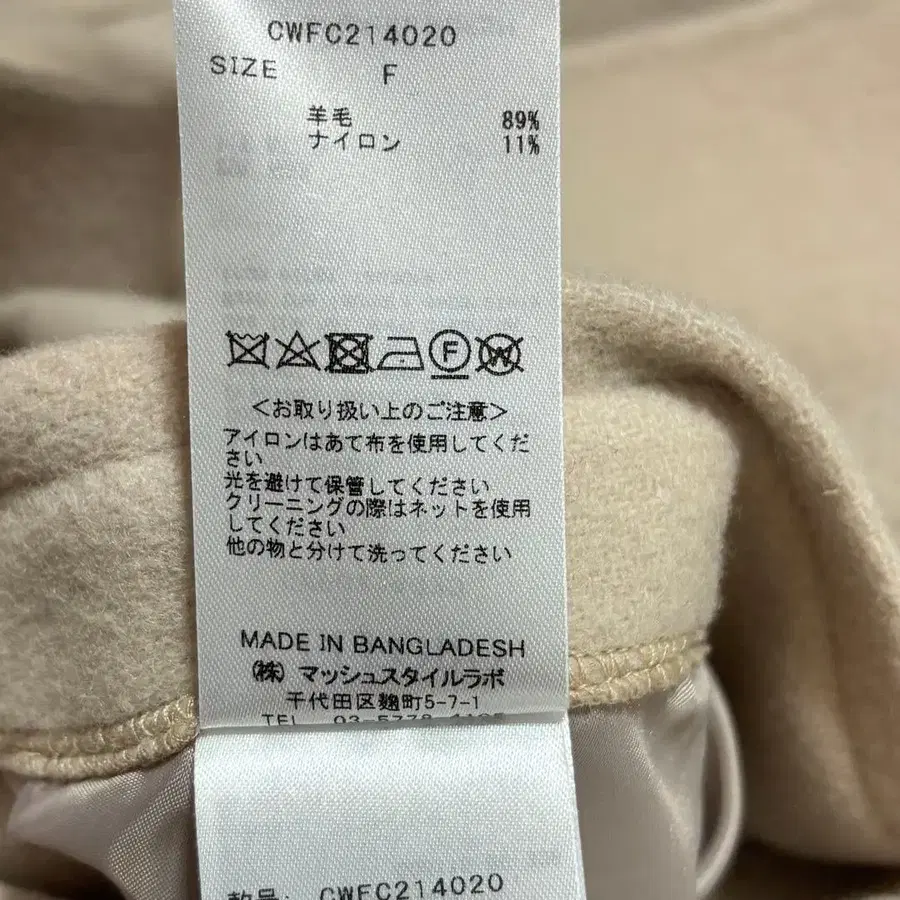 CWFC214020
SIZE F
羊毛 89%
ナイロン 11%
F
W
<お取り扱い上のご注意>
アイロンはあて布を使用してくだ
さい
光を避けて保管してください
クリーニングの際はネットを使用
してください
他の物と分けて洗ってください
MADE IN BANGLADESH
(株) マッシュスタイルラボ
千代田区麹町5-7-1
TEL
CWFC214020